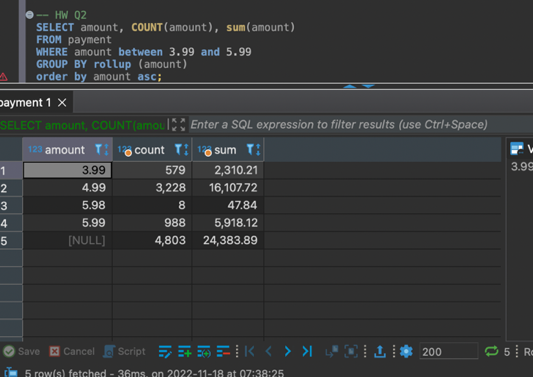 -- HW Q2
SELECT amount, COUNT(amount), sum(amount)
FROM payment
WHERE amount between 3.99 and 5.99
GROUP BY rollup (amount)
order by amount asc;
payment 1
SELECT amount, COUNT(amou Enter a SQL expression to filter results (use Ctrl+Space)
123 amount 123 count 123 sum
1 3.99 579 2,310.21
2 4.99 3,228 16,107.72
3 5.98 8 47.84
4 5.99 988 5,918.12
5 [NULL] 4,803 24,383.89
3.99
Save Cancel Script 200 5
5 row(s) fetched - 36ms, on 2022-11-18 at 07:38:25